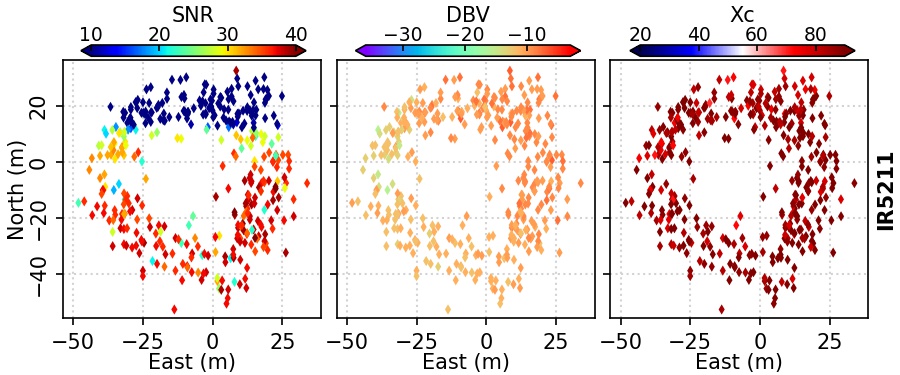 SNR DBV Xc
10 20 30 40 −30 −20 −10 20 40 60 80
North (m)
20
0
−20
−40
−50 −25 0 25 −50 −25 0 25 −50 −25 0 25
East (m) East (m) East (m)
IR5211